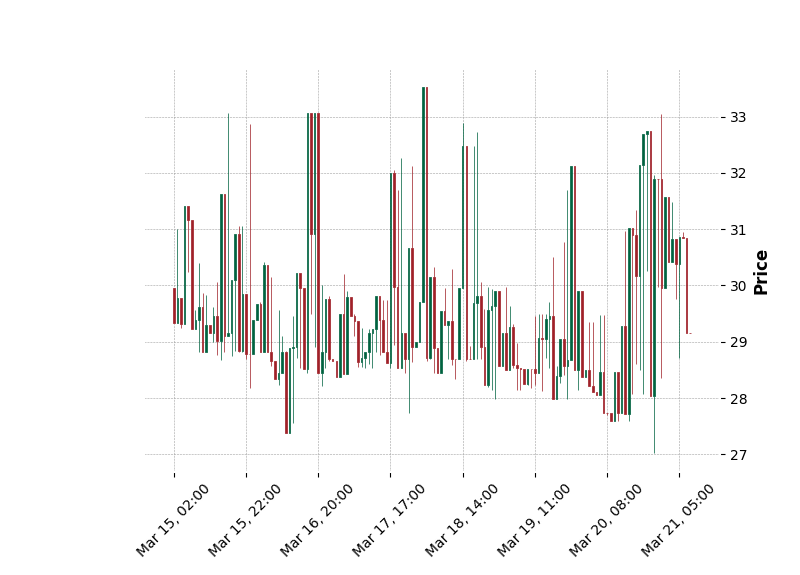 33
32
31
30
29
28
27
Price
Mar 15, 02:00
Mar 15, 22:00
Mar 16, 20:00
Mar 17, 17:00
Mar 18, 14:00
Mar 19, 11:00
Mar 20, 08:00
Mar 21, 05:00